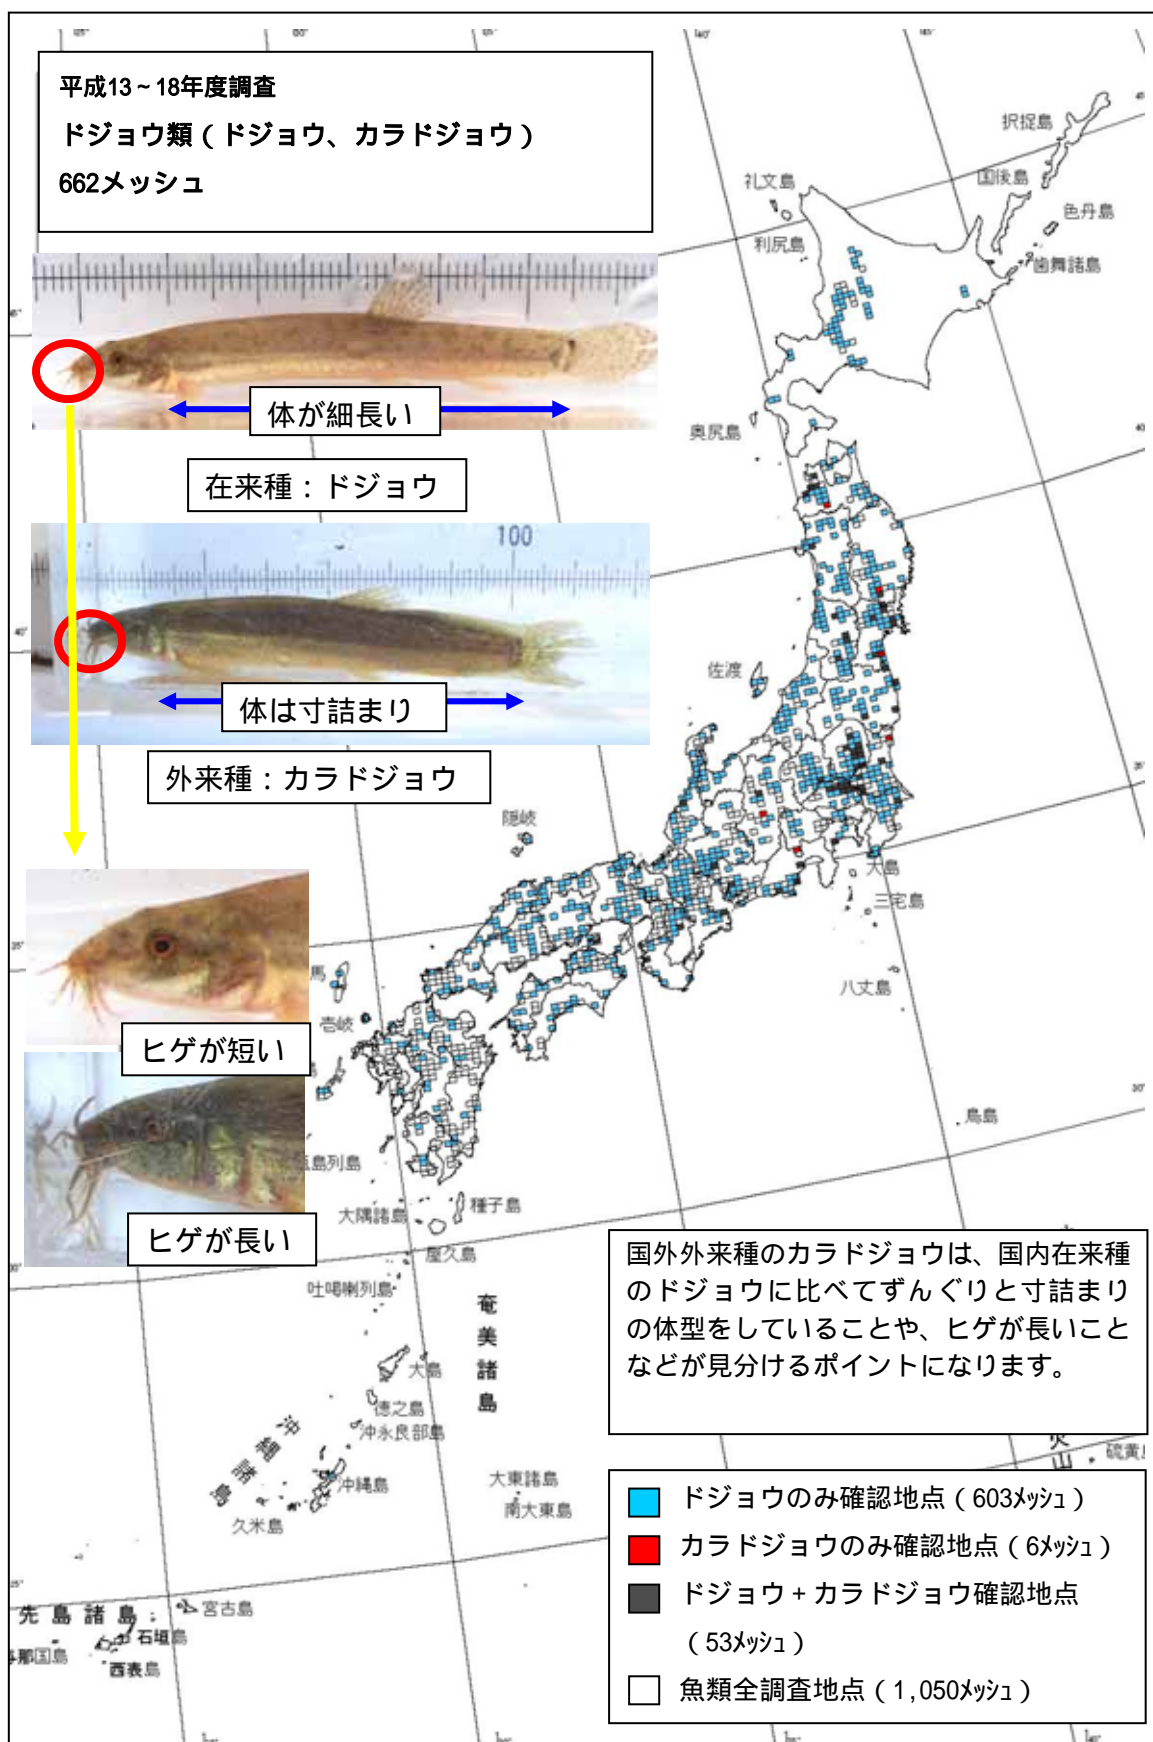 平成13～18年度調査
ドジョウ類（ドジョウ、カラドジョウ）
662メッシュ
体が細長い
在来種：ドジョウ
100
体は寸詰まり
外来種：カラドジョウ
ヒゲが短い
ヒゲが長い
択捉島
国後島
色丹島
歯舞諸島
礼文島
利尻島
奥尻島
佐渡
隠岐
大島
三宅島
八丈島
鳥島
馬
壱岐
島列島
大隅諸島
種子島
屋久島
吐噶喇列島
奄美諸島
大島
徳之島
沖永良部島
沖縄諸島
沖縄島
久米島
大東諸島
南大東島
硫黄
先島諸島
宮古島
石垣島
那国島
西表島
国外外来種のカラドジョウは、国内在来種
のドジョウに比べてずんぐりと寸詰まり
の体型をしていることや、ヒゲが長いこと
などが見分けるポイントになります。
ドジョウのみ確認地点（603ﾒｯｼｭ）
カラドジョウのみ確認地点（6ﾒｯｼｭ）
ドジョウ＋カラドジョウ確認地点
（53ﾒｯｼｭ）
魚類全調査地点（1,050ﾒｯｼｭ）